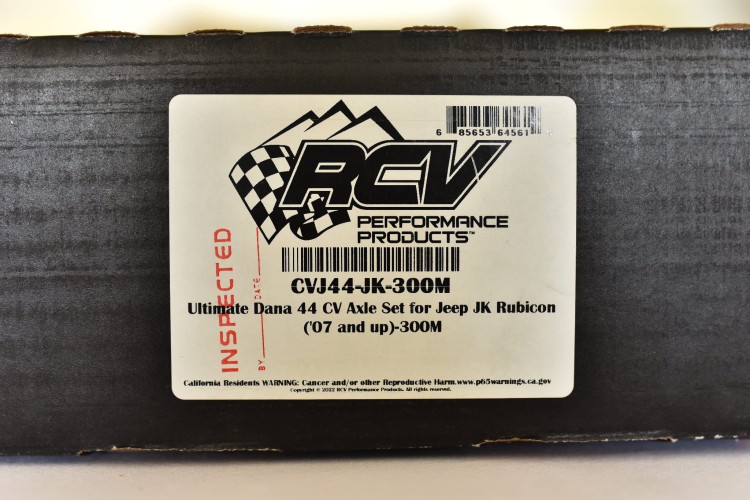 6 85653 64561
RCV
PERFORMANCE
PRODUCTS™
INSPECTED
BY DATE
CVJ44-JK-300M
Ultimate Dana 44 CV Axle Set for Jeep JK Rubicon
('07 and up)-300M
California Residents WARNING: Cancer and/or other Reproductive Harm.www.p65warnings.ca.gov
Copyright © 2022 RCV Performance Products. All rights reserved.